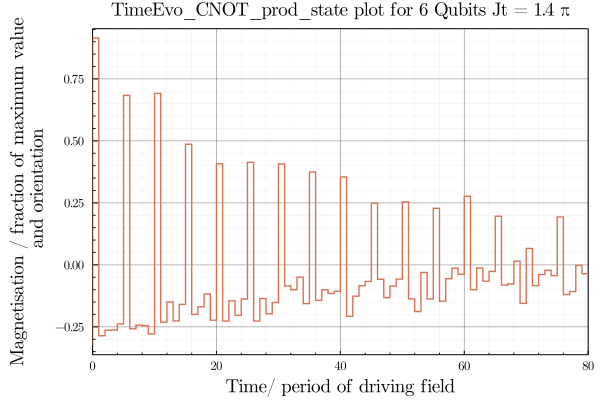 TimeEvo_CNOT_prod_state plot for 6 Qubits Jt = 1.4 π
Magnetisation / fraction of maximum value
and orientation
0.75
0.50
0.25
0.00
−0.25
0 20 40 60 80
Time/ period of driving field